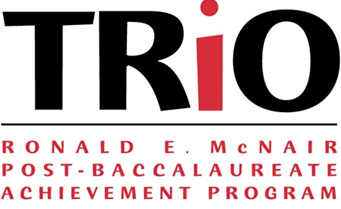 TRiO
RONALD E. McNAIR
POST-BACCALAUREATE
ACHIEVEMENT PROGRAM